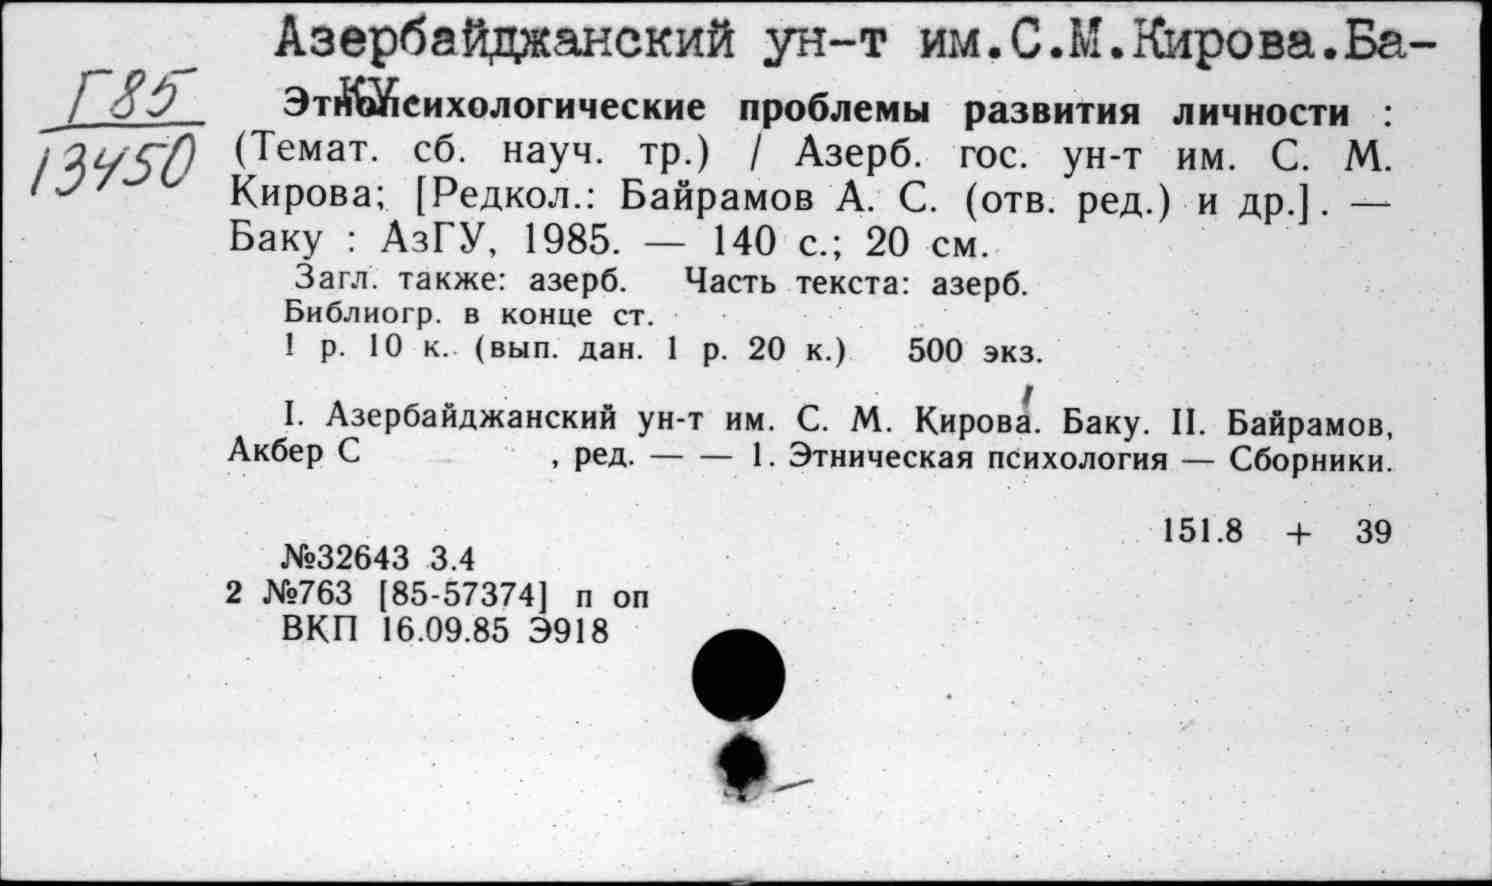 Азербайджанский ун-т им.С.М.Кирова.Ба-
ку
Г85
13450
Этнопсихологические проблемы развития личности :
(Темат. сб. науч. тр.) / Азерб. гос. ун-т им. С. М.
Кирова; [Редкол.: Байрамов А. С. (отв. ред.) и др.]. —
Баку : АзГУ, 1985. — 140 с.; 20 см.
Загл. также: азерб. Часть текста: азерб.
Библиогр. в конце ст.
1 р. 10 к. (вып. дан. 1 р. 20 к.) 500 экз.
I. Азербайджанский ун-т им. С. М. Кирова. Баку. II. Байрамов,
Акбер С , ред. — — 1. Этническая психология — Сборники.
151.8 + 39
№32643 3.4
2 №763 [85-57374] п оп
ВКП 16.09.85 Э918